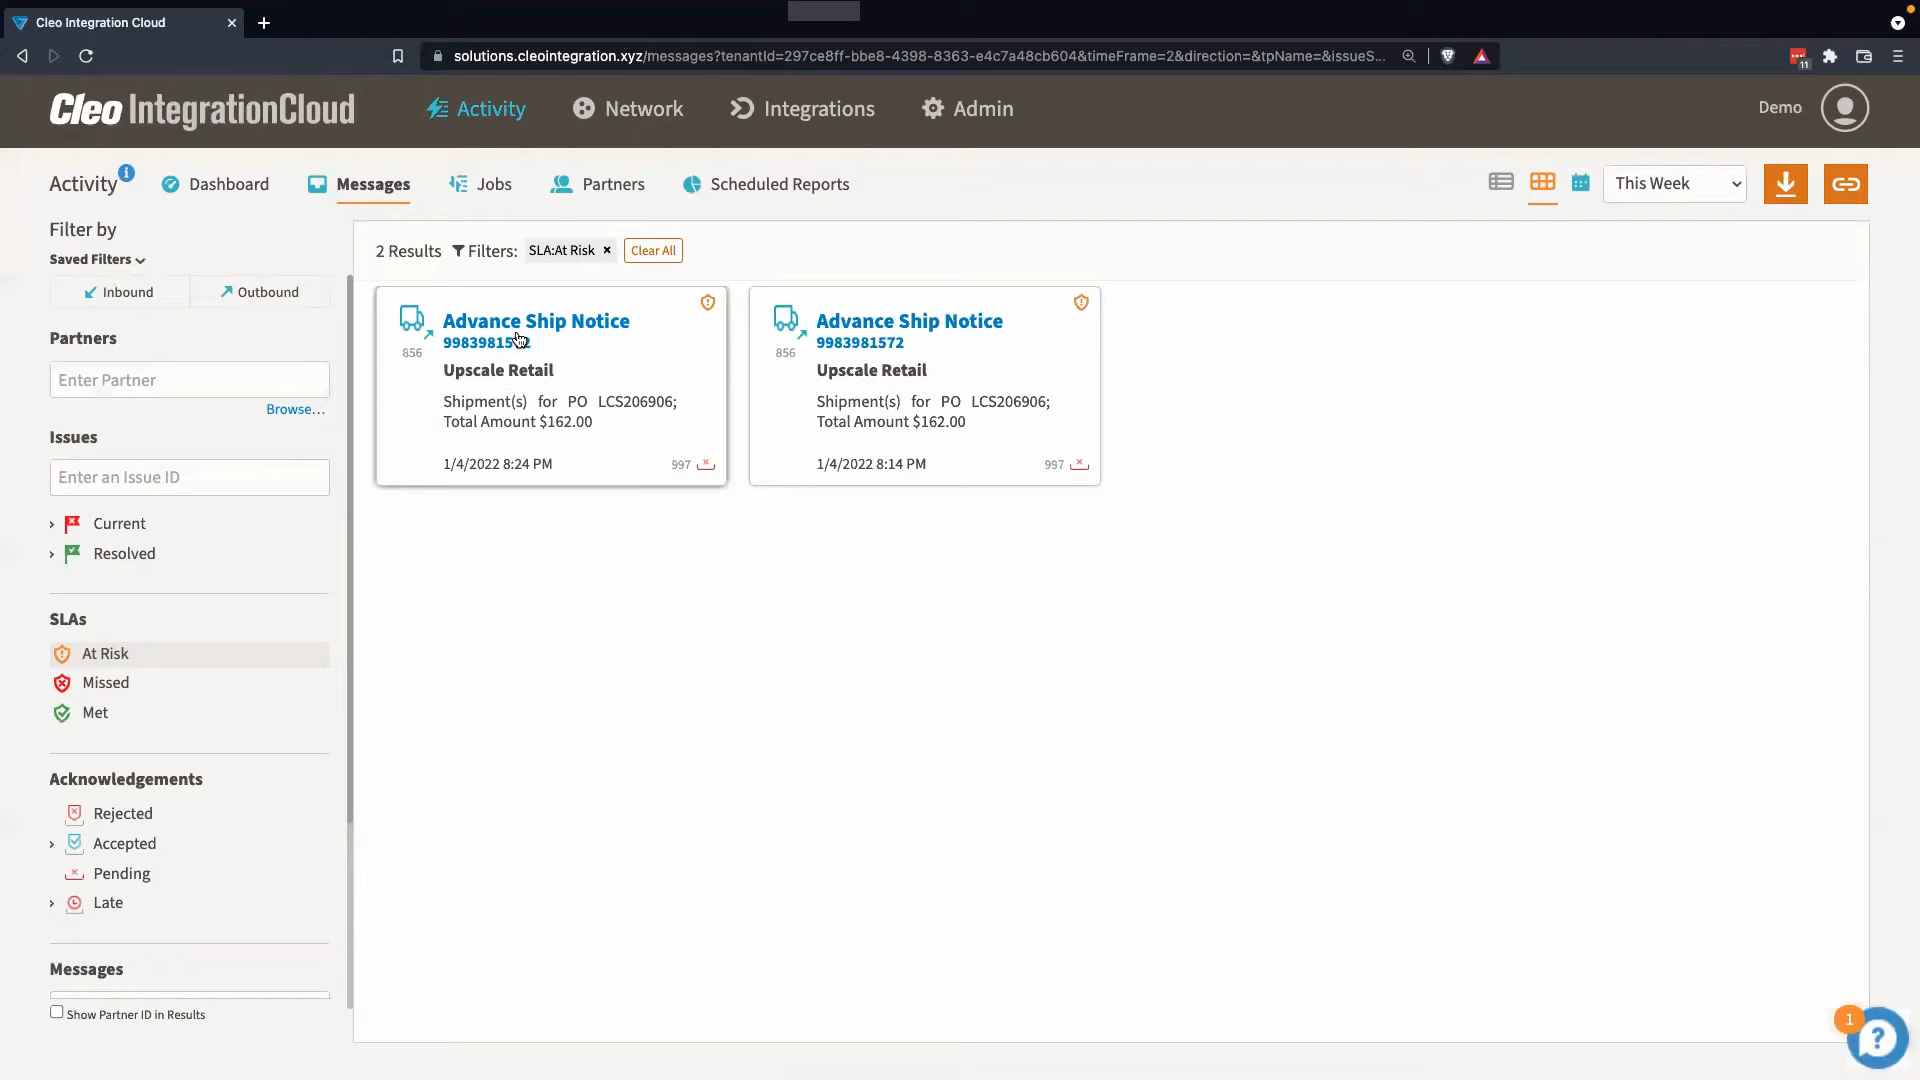 Cleo Integration Cloud
solutions.cleointegration.xyz/messages?tenantId=297ce8ff-bbe8-4398-8363-e4c7a48cb604&timeFrame=2&direction=&tpName=&issueS...
11
Cleo IntegrationCloud
Activity
Network
Integrations
Admin
Demo
Activity
Dashboard
Messages
Jobs
Partners
Scheduled Reports
This Week
Filter by
Saved Filters
Inbound
Outbound
Partners
Enter Partner
Browse...
Issues
Enter an Issue ID
Current
Resolved
SLAs
At Risk
Missed
Met
Acknowledgements
Rejected
Accepted
Pending
Late
Messages
Show Partner ID in Results
2 Results Filters: SLA:At Risk × Clear All
Advance Ship Notice
856
Upscale Retail
Shipment(s) for PO LCS206906;
Total Amount $162.00
1/4/2022 8:24 PM
997
Advance Ship Notice
9983981572
856
Upscale Retail
Shipment(s) for PO LCS206906;
Total Amount $162.00
1/4/2022 8:14 PM
997
1
?